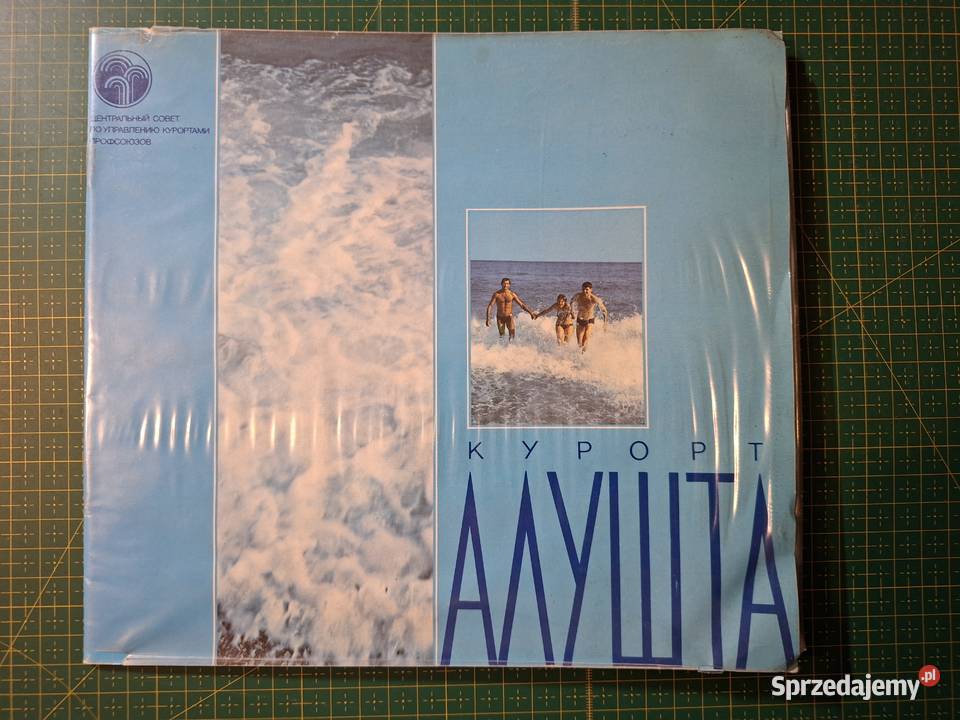 ЦЕНТРАЛЬНЫЙ СОВЕТ
ПО УПРАВЛЕНИЮ КУРОРТАМИ
ПРОФСОЮЗОВ
КУРОРТ
АЛУШТА
Sprzedajemy.pl